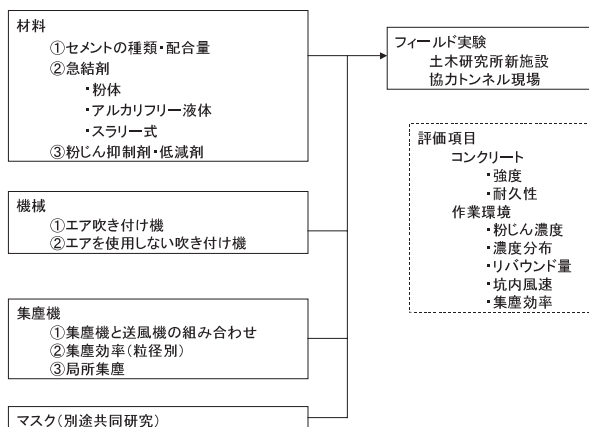 材料
①セメントの種類・配合量
②急結剤
・粉体
・アルカリフリー液体
・スラリー式
③粉じん抑制剤・低減剤
機械
①エア吹き付け機
②エアを使用しない吹き付け機
集塵機
①集塵機と送風機の組み合わせ
②集塵効率(粒径別)
③局所集塵
マスク(別途共同研究)
フィールド実験
土木研究所新施設
協力トンネル現場
評価項目
コンクリート
・強度
・耐久性
作業環境
・粉じん濃度
・濃度分布
・リバウンド量
・坑内風速
・集塵効率